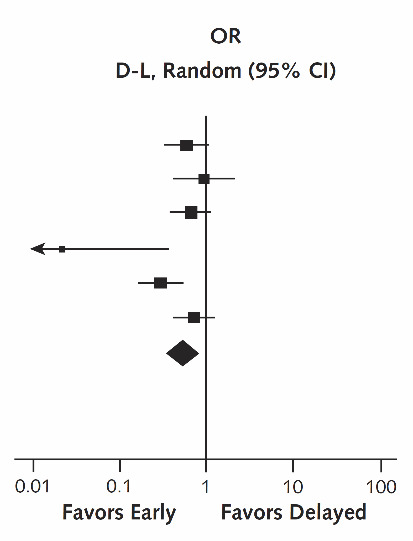 OR
D-L, Random (95% CI)
0.01 0.1 1 10 100
Favors Early Favors Delayed